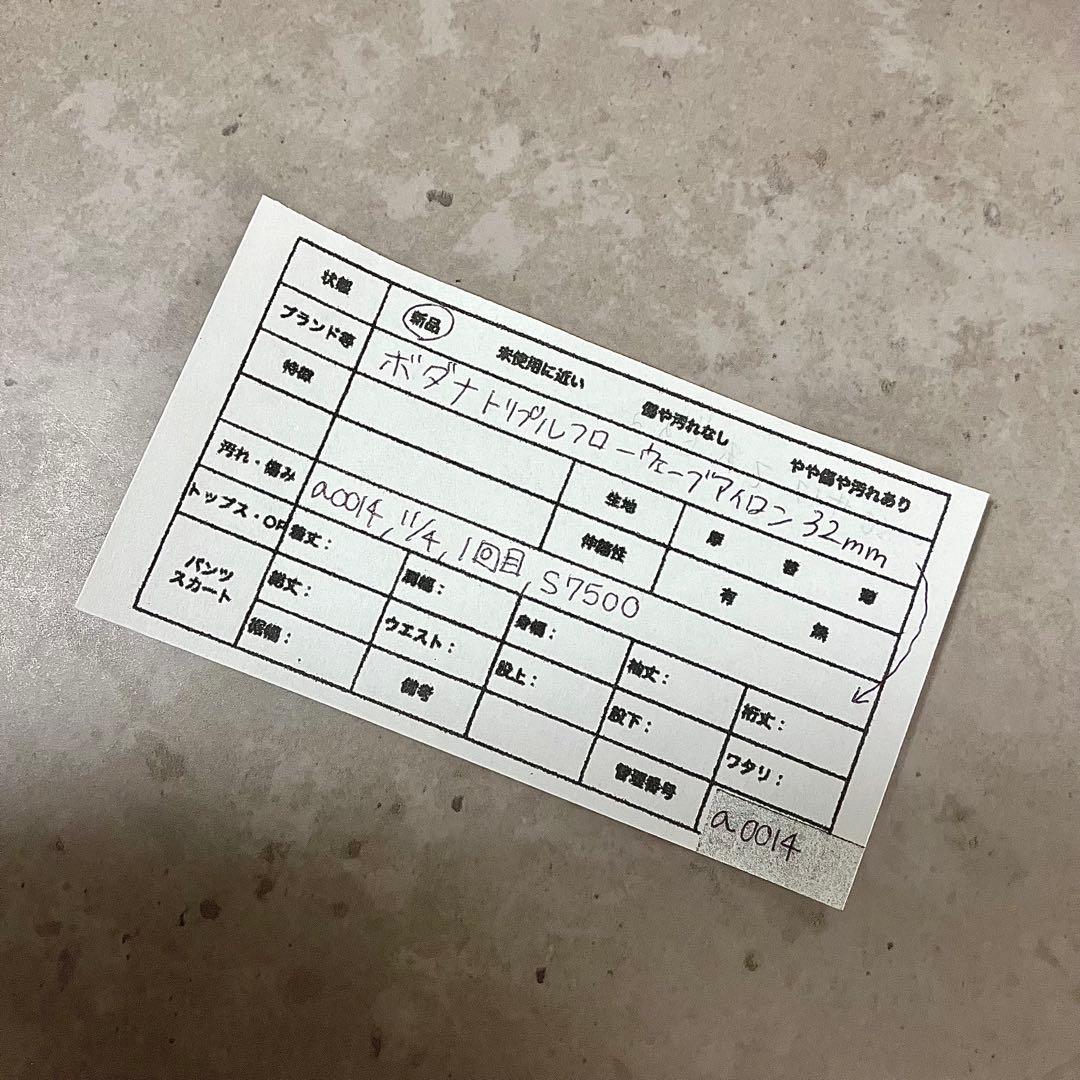 状態 新品 未使用に近い 傷や汚れなし やや傷や汚れあり
ブランド等 ボダナトリプルフローウェーブアイロン32mm
特徴 生地 厚 普 薄
伸縮性 有 無
汚れ・傷み a0014, 11/4, 1回目, S7500
トップス・OP 着丈: 肩幅: 身幅: 袖丈: 裄丈:
パンツ スカート 総丈: ウエスト: 股上: 股下: ワタリ:
裾幅: 備考 管理番号 a0014